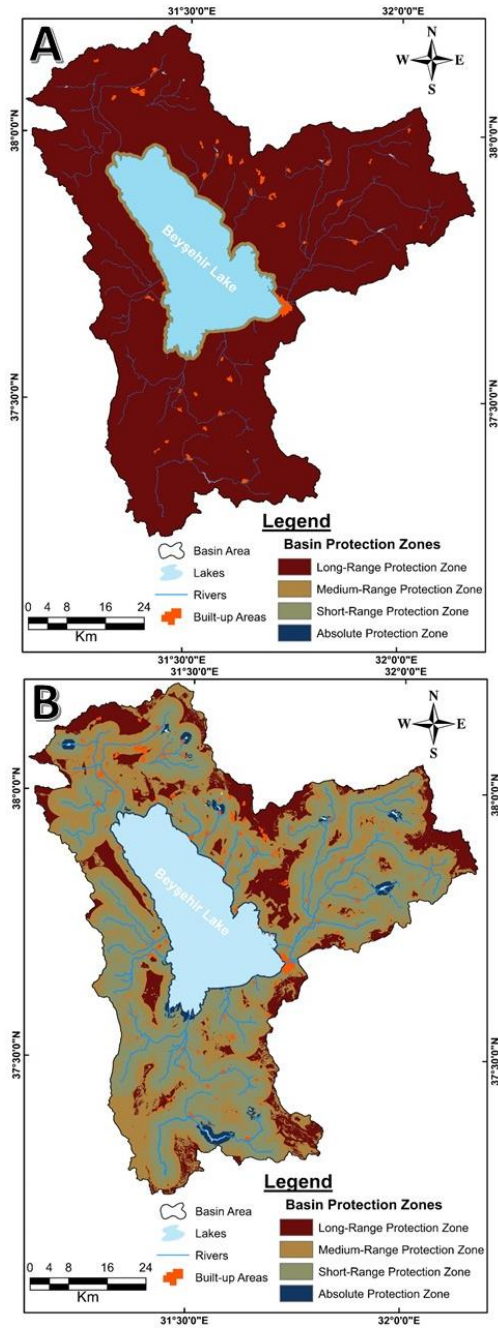 31°30'0"E
32°0'0"E
A
N
W
E
S
38°0'0"N
38°0'0"N
Beyşehir Lake
37°30'0"N
37°30'0"N
Legend
Basin Area
Lakes
Rivers
Built-up Areas
Basin Protection Zones
Long-Range Protection Zone
Medium-Range Protection Zone
Short-Range Protection Zone
Absolute Protection Zone
0 4 8 16 24
Km
31°30'0"E
32°0'0"E
B
N
W
E
S
38°0'0"N
38°0'0"N
Beyşehir Lake
37°30'0"N
37°30'0"N
Legend
Basin Area
Lakes
Rivers
Built-up Areas
Basin Protection Zones
Long-Range Protection Zone
Medium-Range Protection Zone
Short-Range Protection Zone
Absolute Protection Zone
0 4 8 16 24
Km
31°30'0"E
32°0'0"E